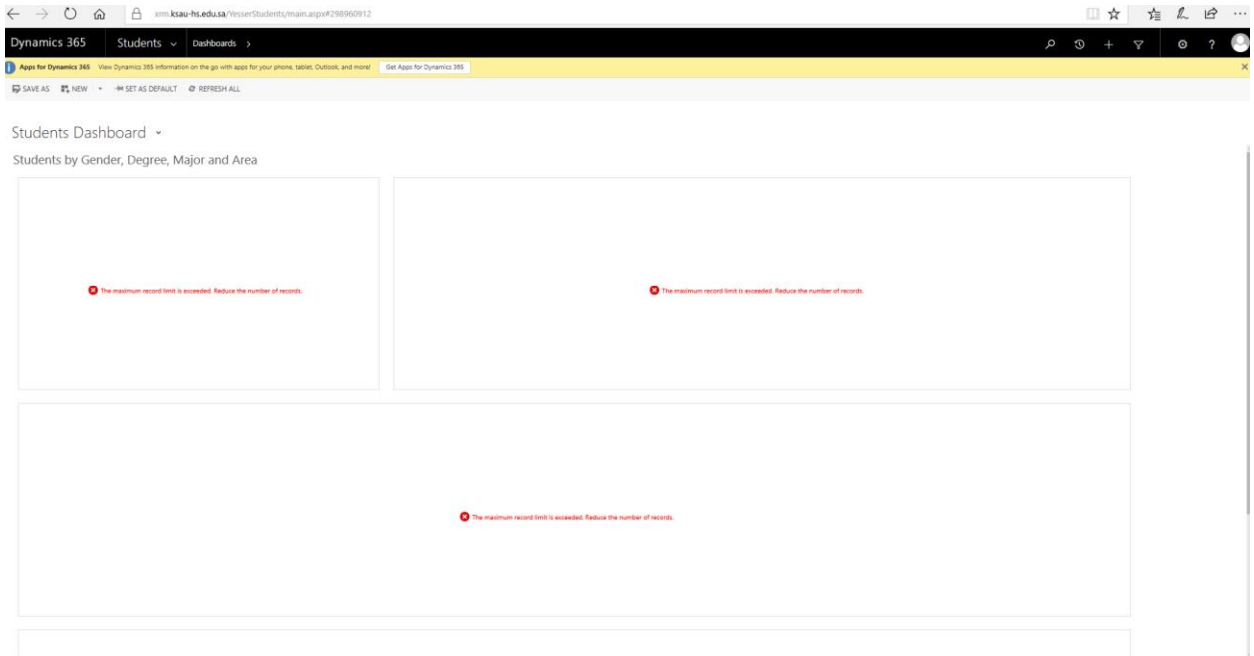 xrm.ksau-hs.edu.sa/YesserStudents/main.aspx#298960912
Dynamics 365 Students Dashboards
Apps for Dynamics 365 View Dynamics 365 information on the go with apps for your phone, tablet, Outlook, and more! Get Apps for Dynamics 365
SAVE AS NEW SET AS DEFAULT REFRESH ALL
Students Dashboard
Students by Gender, Degree, Major and Area
The maximum record limit is exceeded. Reduce the number of records.
The maximum record limit is exceeded. Reduce the number of records.
The maximum record limit is exceeded. Reduce the number of records.